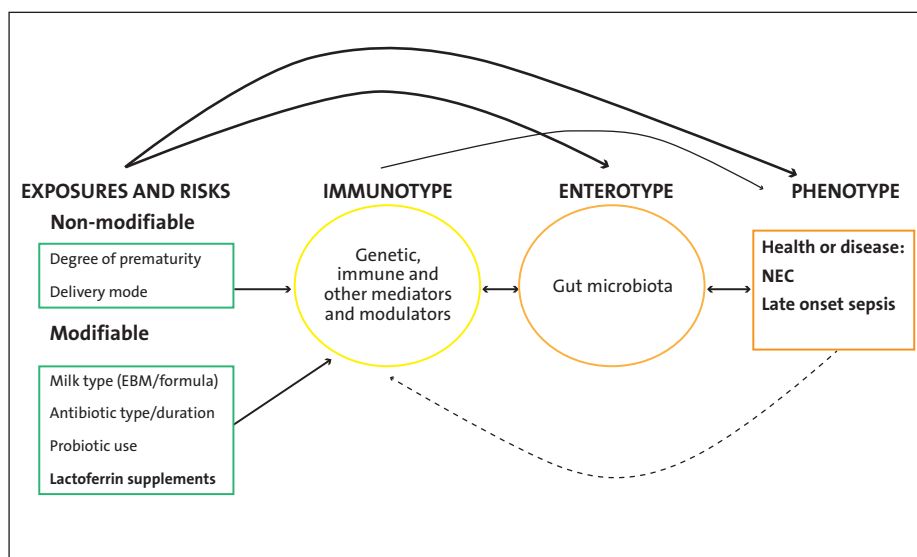 EXPOSURES AND RISKS
Non-modifiable
Degree of prematurity
Delivery mode
Modifiable
Milk type (EBM/formula)
Antibiotic type/duration
Probiotic use
Lactoferrin supplements
IMMUNOTYPE
Genetic,
immune and
other mediators
and modulators
ENTEROTYPE
Gut microbiota
PHENOTYPE
Health or disease:
NEC
Late onset sepsis